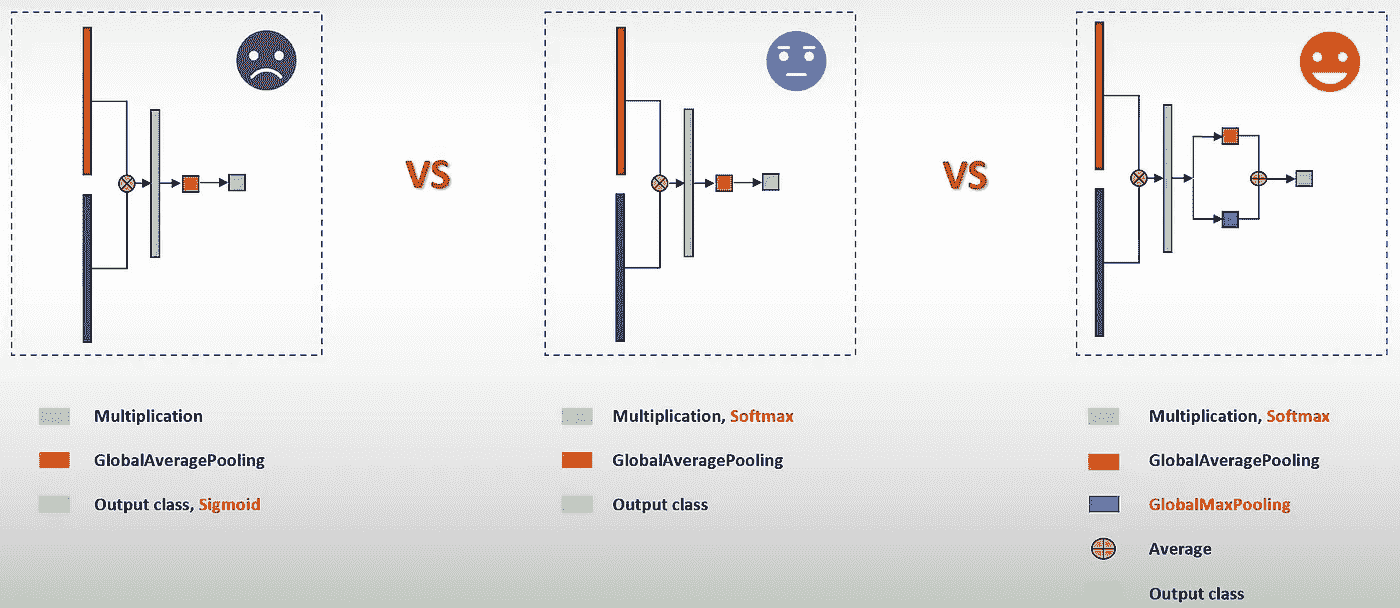 VS
VS
Multiplication
GlobalAveragePooling
Output class, Sigmoid
Multiplication, Softmax
GlobalAveragePooling
Output class
Multiplication, Softmax
GlobalAveragePooling
GlobalMaxPooling
Average
Output class